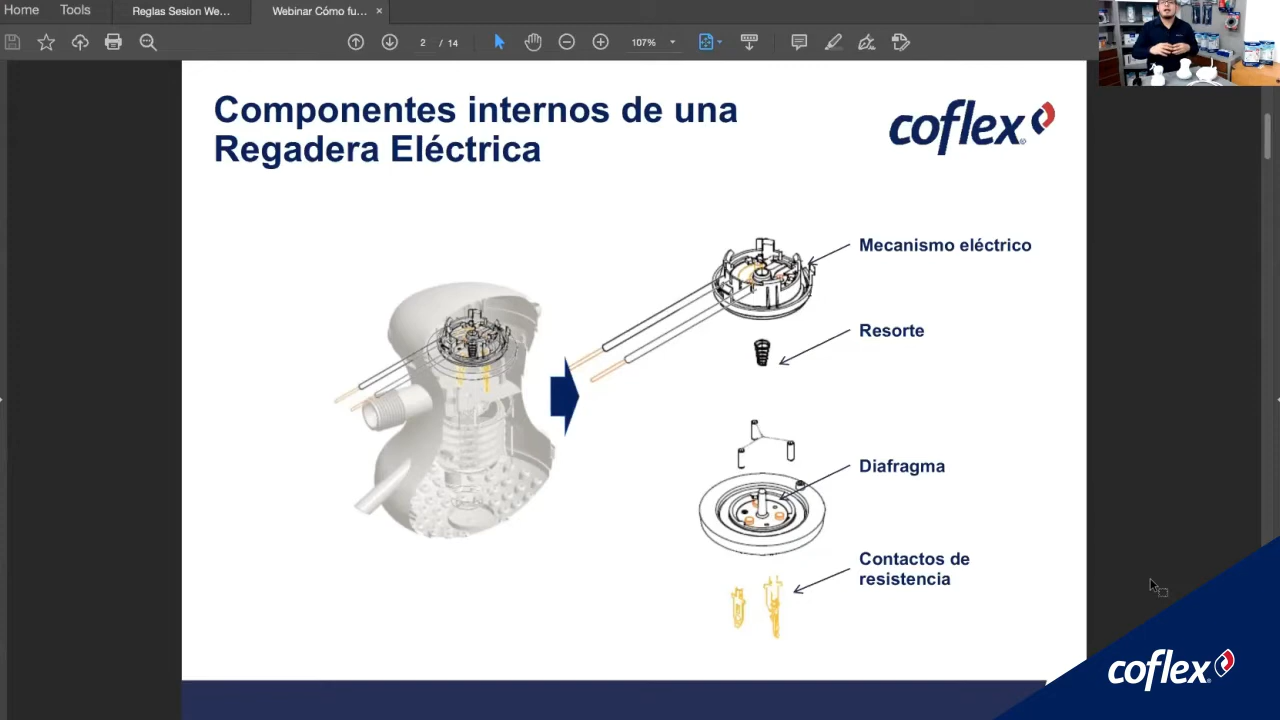 Home Tools Reglas Sesion We... Webinar Cómo fu... ×
2 / 14 107%
Componentes internos de una
Regadera Eléctrica
coflex
Mecanismo eléctrico
Resorte
Diafragma
Contactos de
resistencia
coflex